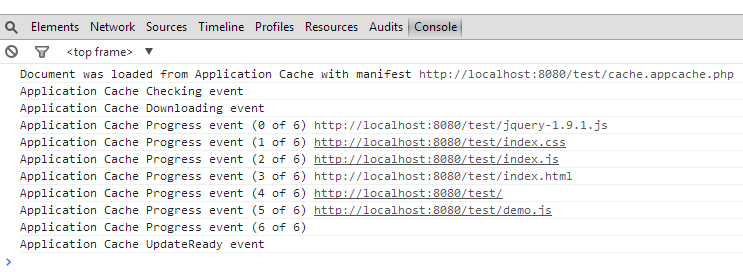 Elements Network Sources Timeline Profiles Resources Audits Console
<top frame> ▼
Document was loaded from Application Cache with manifest http://localhost:8080/test/cache.appcache.php
Application Cache Checking event
Application Cache Downloading event
Application Cache Progress event (0 of 6) http://localhost:8080/test/jquery-1.9.1.js
Application Cache Progress event (1 of 6) http://localhost:8080/test/index.css
Application Cache Progress event (2 of 6) http://localhost:8080/test/index.js
Application Cache Progress event (3 of 6) http://localhost:8080/test/index.html
Application Cache Progress event (4 of 6) http://localhost:8080/test/
Application Cache Progress event (5 of 6) http://localhost:8080/test/demo.js
Application Cache Progress event (6 of 6)
Application Cache UpdateReady event
>